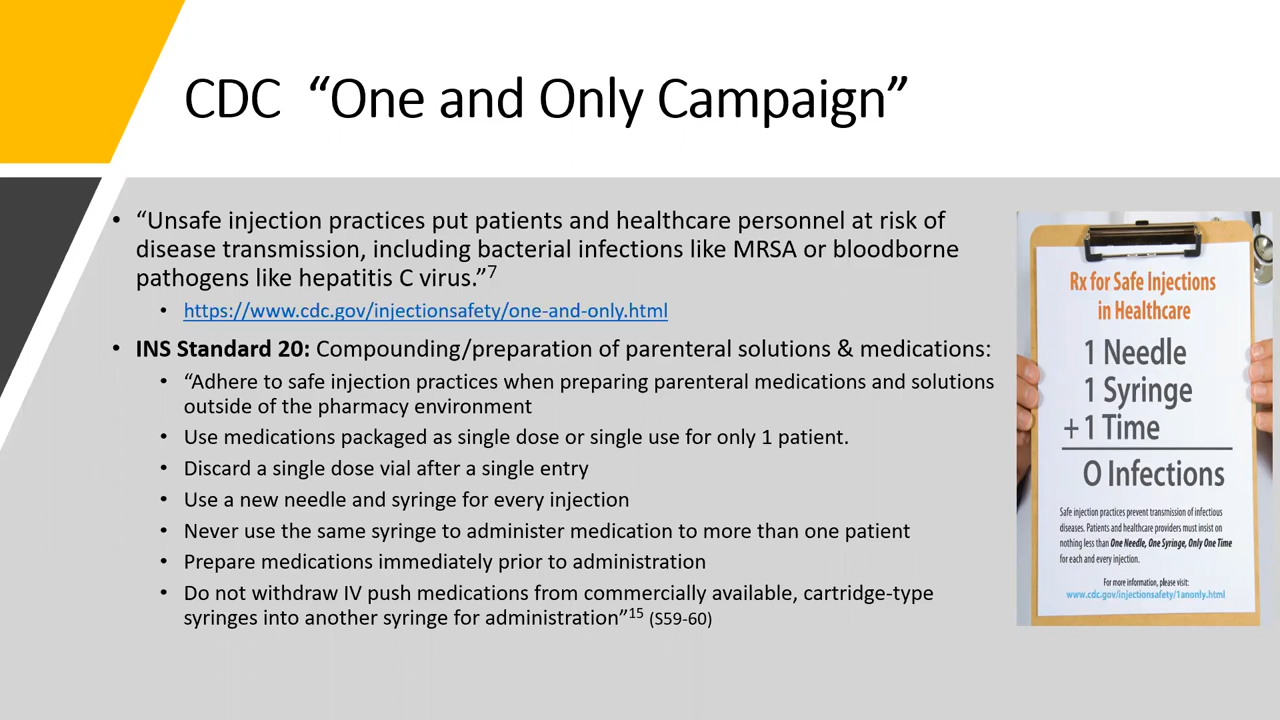 CDC “One and Only Campaign”
• “Unsafe injection practices put patients and healthcare personnel at risk of
disease transmission, including bacterial infections like MRSA or bloodborne
pathogens like hepatitis C virus.”7
• https://www.cdc.gov/injectionsafety/one-and-only.html
• INS Standard 20: Compounding/preparation of parenteral solutions & medications:
• “Adhere to safe injection practices when preparing parenteral medications and solutions
outside of the pharmacy environment
• Use medications packaged as single dose or single use for only 1 patient.
• Discard a single dose vial after a single entry
• Use a new needle and syringe for every injection
• Never use the same syringe to administer medication to more than one patient
• Prepare medications immediately prior to administration
• Do not withdraw IV push medications from commercially available, cartridge-type
syringes into another syringe for administration”15 (S59-60)
Rx for Safe Injections
in Healthcare
1 Needle
1 Syringe
+ 1 Time
0 Infections
Safe injection practices prevent transmission of infectious
diseases. Patients and healthcare providers must insist on
nothing less than One Needle, One Syringe, Only One Time
for each and every injection.
For more information, please visit:
www.cdc.gov/injectionsafety/1anonly.html